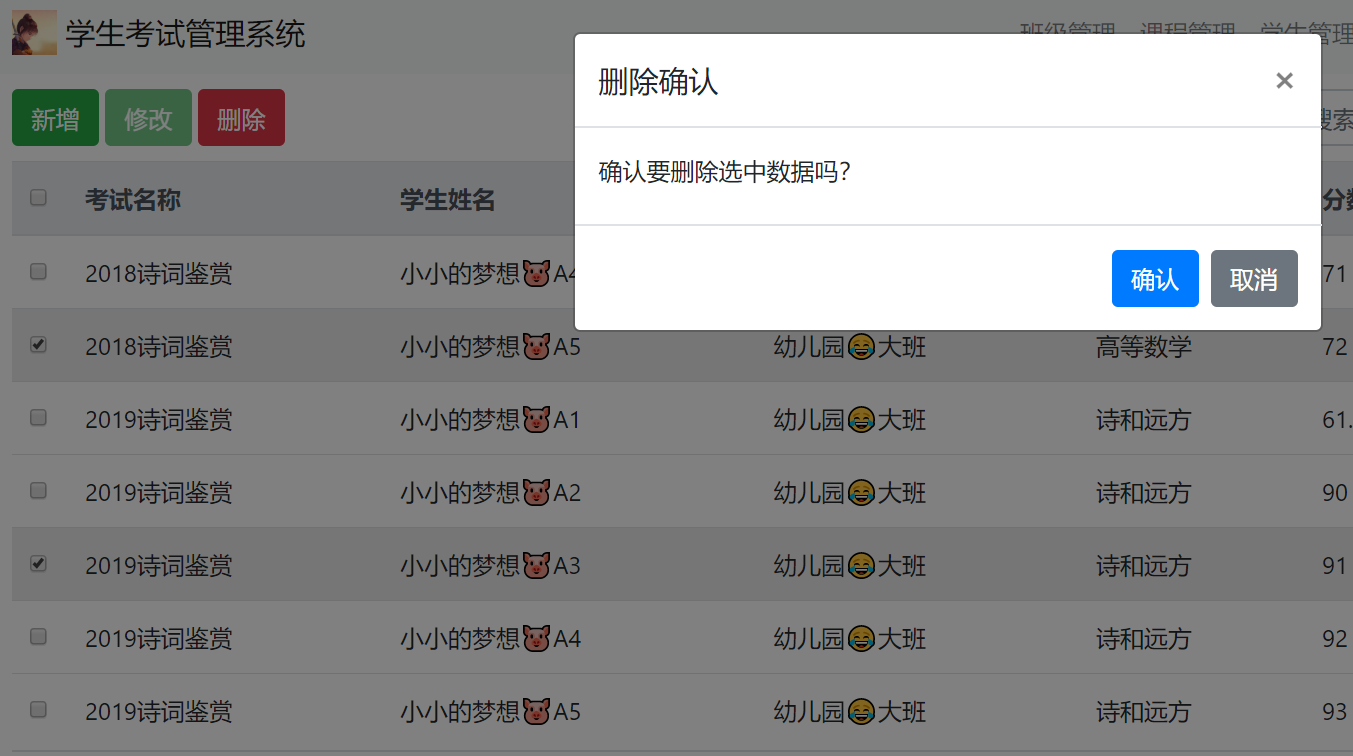 学生考试管理系统
班级管理 课程管理 学生管理
新增 修改 删除
搜索
删除确认 ×
确认要删除选中数据吗?
确认 取消
考试名称 学生姓名 分数
2018诗词鉴赏 小小的梦想🐷A4 71
2018诗词鉴赏 小小的梦想🐷A5 幼儿园😂大班 高等数学 72
2019诗词鉴赏 小小的梦想🐷A1 幼儿园😂大班 诗和远方 61.
2019诗词鉴赏 小小的梦想🐷A2 幼儿园😂大班 诗和远方 90
2019诗词鉴赏 小小的梦想🐷A3 幼儿园😂大班 诗和远方 91
2019诗词鉴赏 小小的梦想🐷A4 幼儿园😂大班 诗和远方 92
2019诗词鉴赏 小小的梦想🐷A5 幼儿园😂大班 诗和远方 93